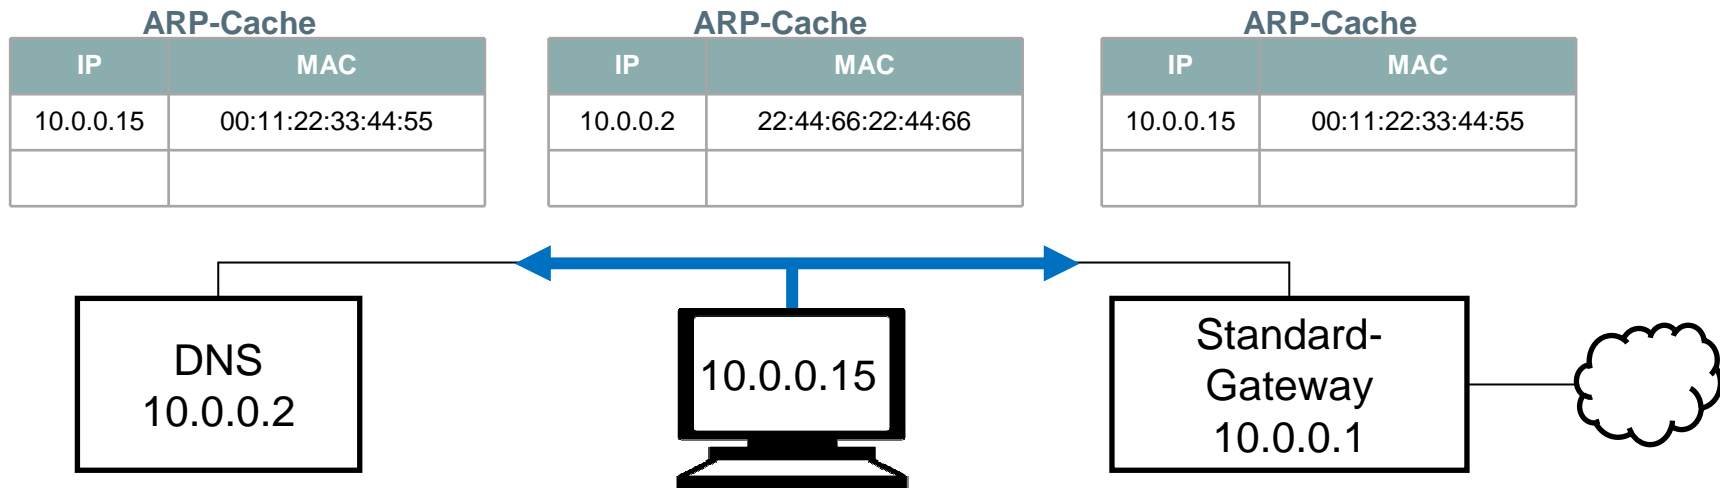 ARP-Cache
IP MAC
10.0.0.15 00:11:22:33:44:55
ARP-Cache
IP MAC
10.0.0.2 22:44:66:22:44:66
ARP-Cache
IP MAC
10.0.0.15 00:11:22:33:44:55
DNS
10.0.0.2
10.0.0.15
Standard-
Gateway
10.0.0.1